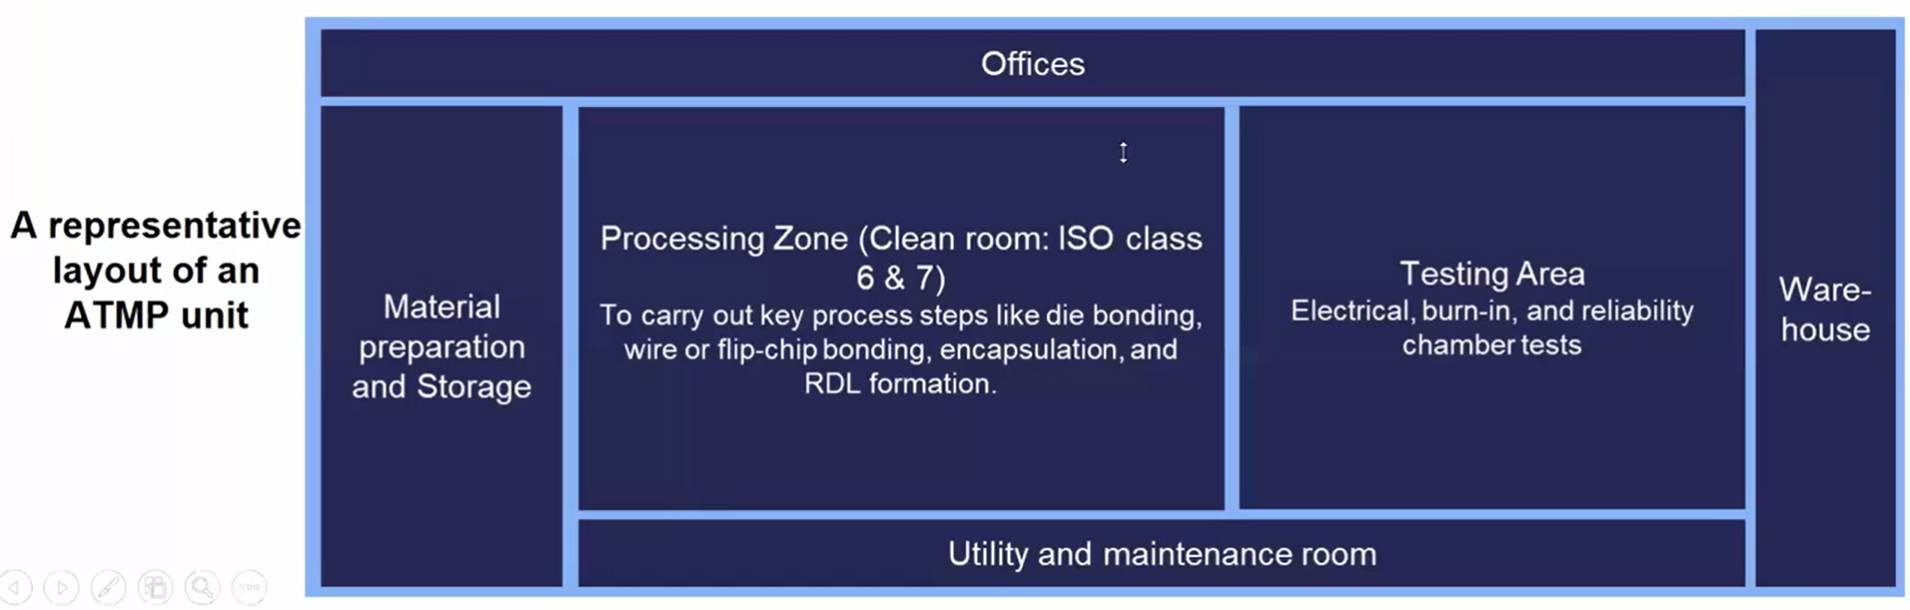 A representative
layout of an
ATMP unit
Offices
Material
preparation
and Storage
Processing Zone (Clean room: ISO class
6 & 7)
To carry out key process steps like die bonding,
wire or flip-chip bonding, encapsulation, and
RDL formation.
Testing Area
Electrical, burn-in, and reliability
chamber tests
Ware-
house
Utility and maintenance room